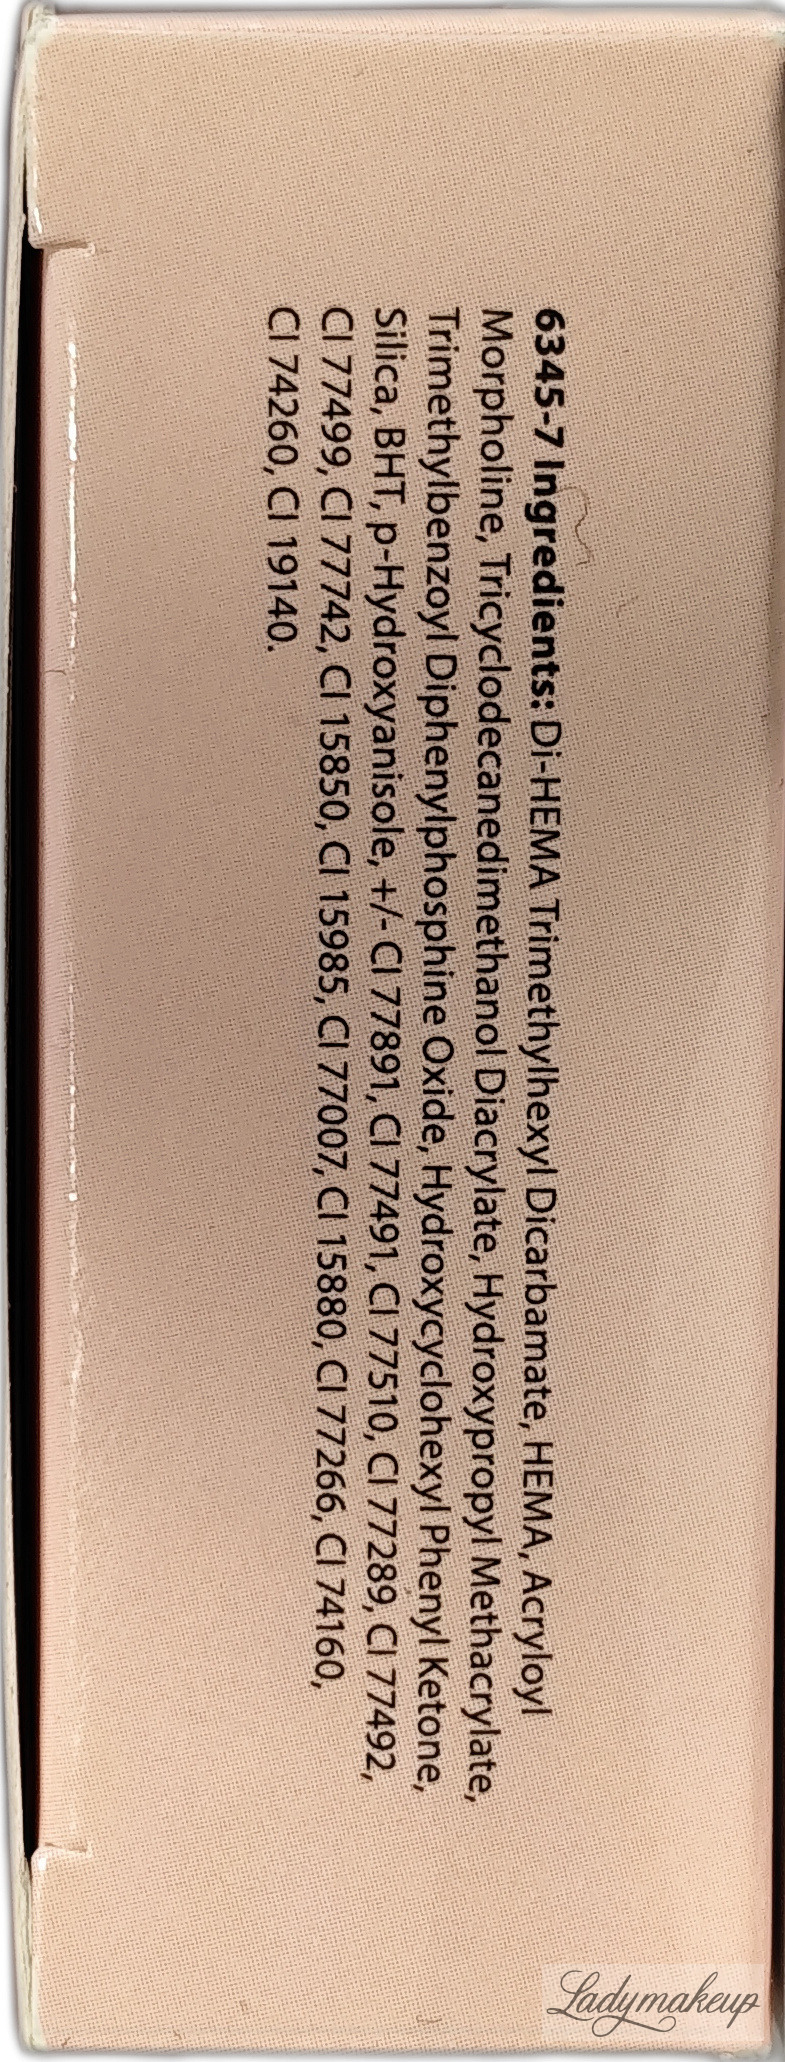 6345-7 Ingredients: Di-HEMA Trimethylhexyl Dicarbamate, HEMA, Acryloyl
Morpholine, Tricyclodecanedimethanol Diacrylate, Hydroxypropyl Methacrylate,
Trimethylbenzoyl Diphenylphosphine Oxide, Hydroxycyclohexyl Phenyl Ketone,
Silica, BHT, p-Hydroxyanisole, +/- CI 77891, CI 77491, CI 77510, CI 77289, CI 77492,
CI 77499, CI 77742, CI 15850, CI 15985, CI 77007, CI 15880, CI 77266, CI 74160,
CI 74260, CI 19140.
Ladymakeup